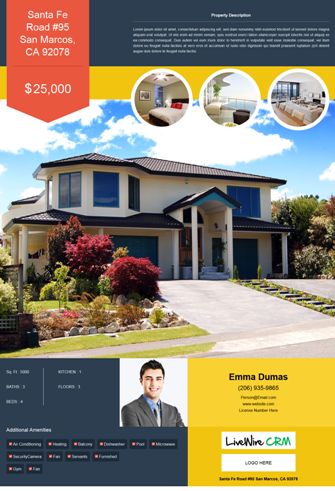 Santa Fe
Road #95
San Marcos,
CA 92078
$25,000
Property Description
Lorem ipsum dolor sit amet, consectetuer adipiscing elit, sed diam nonummy nibh euismod tincidunt ut laoreet dolore magna
aliquam erat volutpat. Ut wisi enim ad minim veniam, quis nostrud exerci tation ullamcorper suscipit lobortis nisl ut aliquip ex
ea commodo consequat. Duis autem vel eum iriure dolor in hendrerit in vulputate velit esse molestie consequat, vel illum
dolore eu feugiat nulla facilisis at vero eros et accumsan et iusto odio dignissim qui blandit praesent luptatum zzril delenit
augue duis dolore te feugait nulla facilisi
Sq. Ft : 5980
KITCHEN : 1
BATHS : 3
FLOORS : 3
BEDS : 4
Additional Amenities
Air Conditioning Heating Balcony Dishwasher Pool Microwave
SecurityCamera Fan Servants Furnished
Gym Fan
Emma Dumas
(206) 935-9865
Person@Email.com
www.website.com
License Number Here
LiveWire CRM
LOGO HERE
Santa Fe Road #95 San Marcos, CA 92078